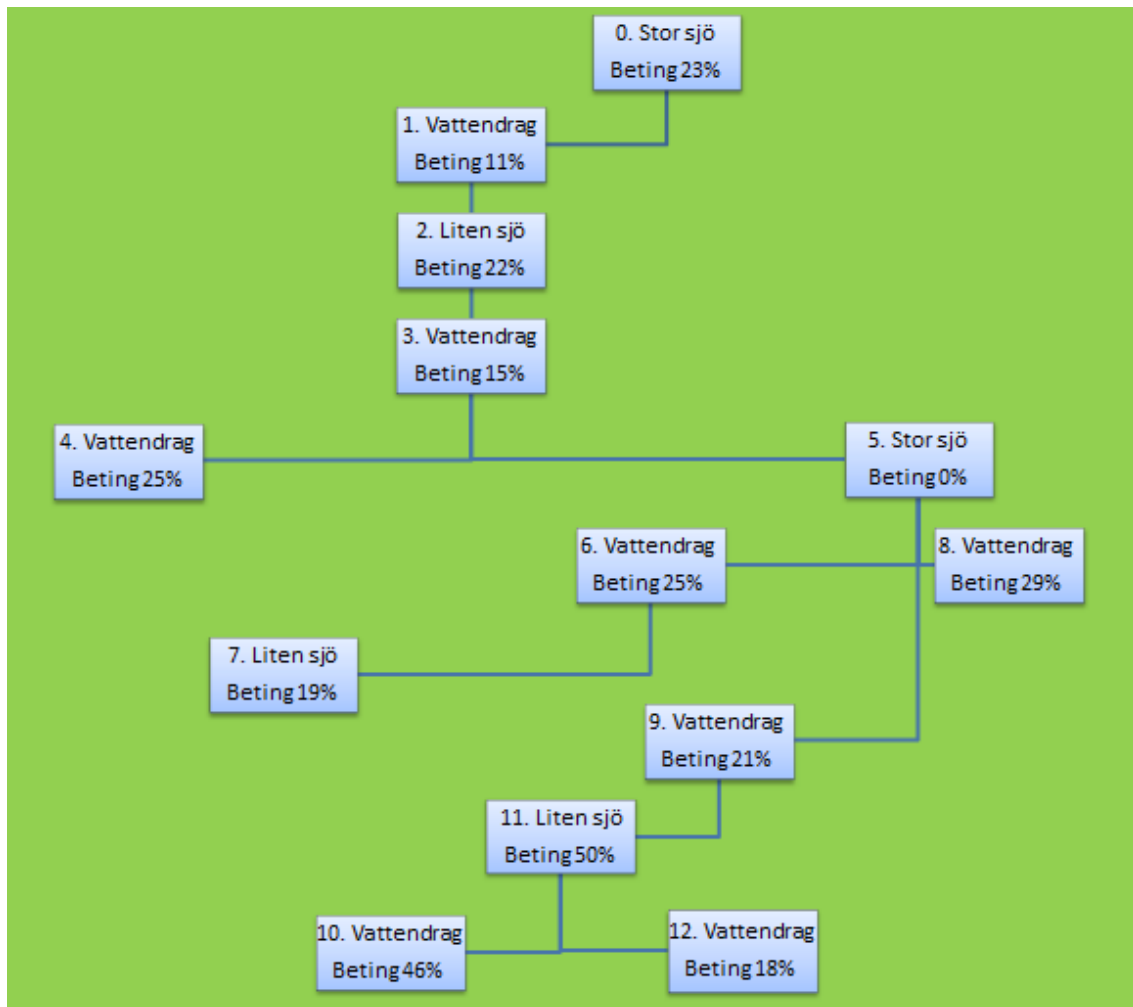 0. Stor sjö
Beting 23%
1. Vattendrag
Beting 11%
2. Liten sjö
Beting 22%
3. Vattendrag
Beting 15%
4. Vattendrag
Beting 25%
5. Stor sjö
Beting 0%
6. Vattendrag
Beting 25%
8. Vattendrag
Beting 29%
7. Liten sjö
Beting 19%
9. Vattendrag
Beting 21%
11. Liten sjö
Beting 50%
10. Vattendrag
Beting 46%
12. Vattendrag
Beting 18%